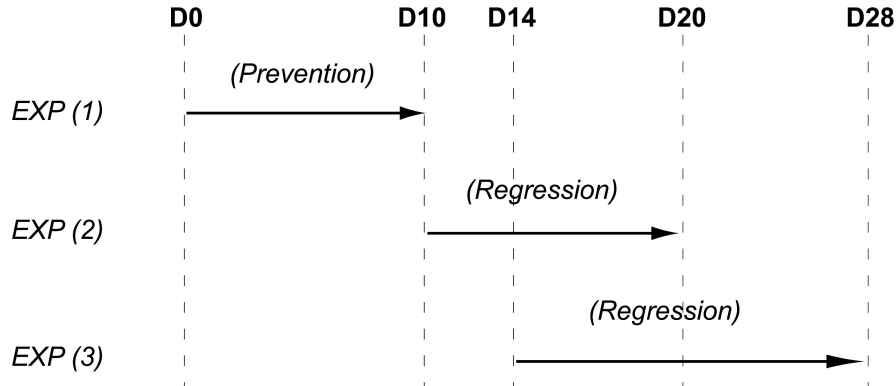 D0 D10 D14 D20 D28
(Prevention)
EXP (1)
(Regression)
EXP (2)
(Regression)
EXP (3)